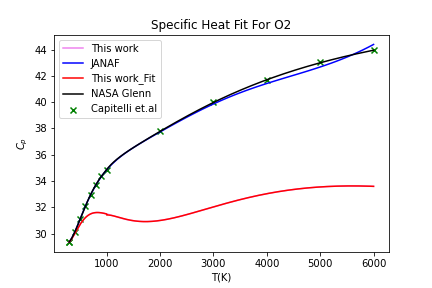 Specific Heat Fit For O2
This work
JANAF
This work_Fit
NASA Glenn
Capitelli et.al
44
42
40
38
36
34
32
30
Cp
1000 2000 3000 4000 5000 6000
T(K)